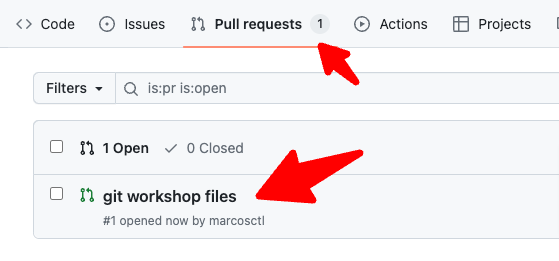 Code Issues Pull requests 1 Actions Projects
Filters is:pr is:open
1 Open 0 Closed
git workshop files
#1 opened now by marcosctl